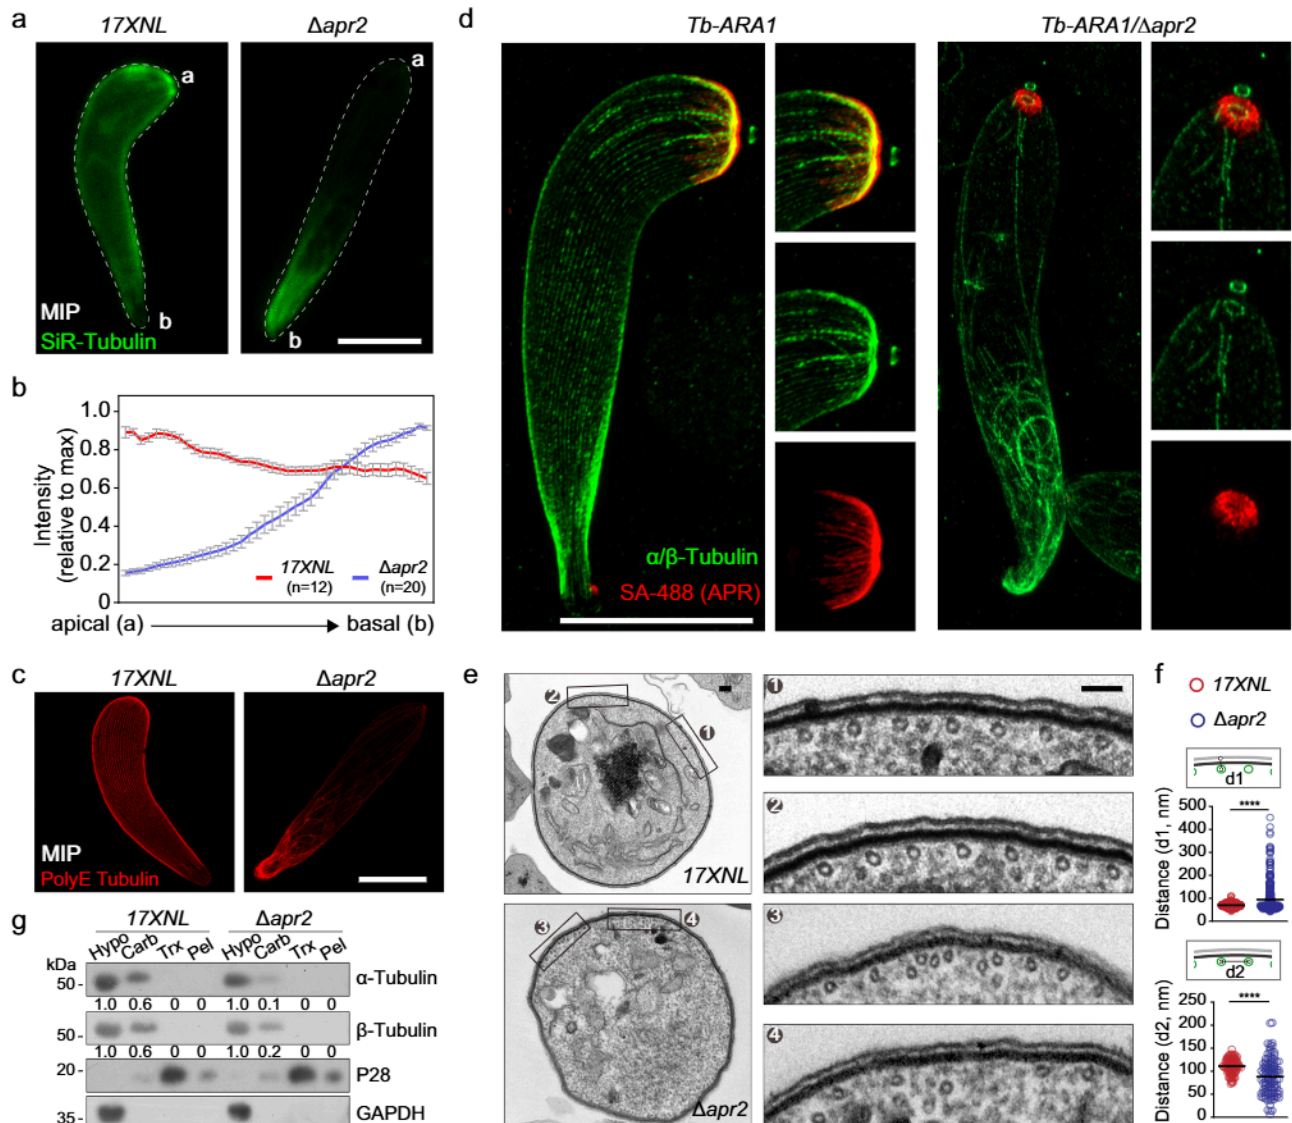 a
17XNL
Δapr2
a
a
MIP
SiR-Tubulin
b
b
b
Intensity
(relative to max)
1.0
0.8
0.6
0.4
0.2
0
17XNL
(n=12)
Δapr2
(n=20)
apical (a)
basal (b)
c
17XNL
Δapr2
MIP
PolyE Tubulin
d
Tb-ARA1
Tb-ARA1/Δapr2
α/β-Tubulin
SA-488 (APR)
e
2
1
17XNL
3
4
Δapr2
1
2
3
4
f
17XNL
Δapr2
d1
Distance (d1, nm)
500
400
300
200
100
0
****
d2
Distance (d2, nm)
250
200
150
100
50
0
****
g
17XNL
Δapr2
Hypo Carb Trx Pel Hypo Carb Trx Pel
kDa
50 -
α-Tubulin
1.0 0.6 0 0 1.0 0.1 0 0
50 -
β-Tubulin
1.0 0.6 0 0 1.0 0.2 0 0
20 -
P28
35 -
GAPDH